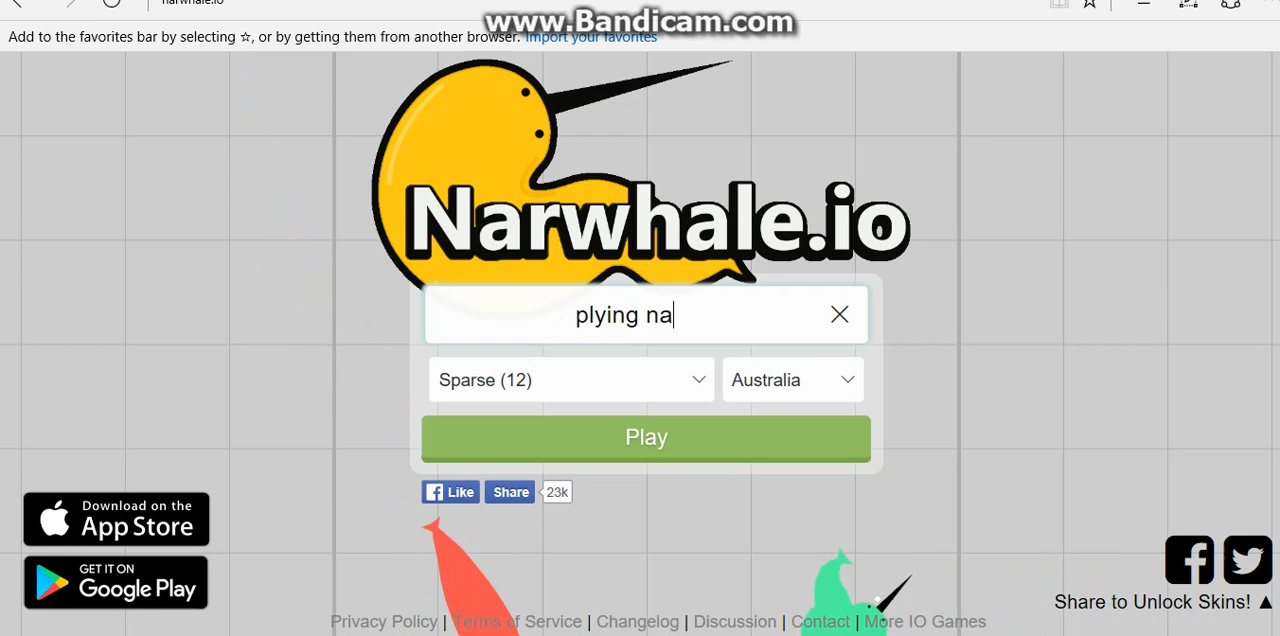 narwhale.io
www.Bandicam.com
Add to the favorites bar by selecting ☆, or by getting them from another browser. Import your favorites
Narwhale.io
plying na
Sparse (12)
Australia
Play
Like
Share
23k
Download on the
App Store
GET IT ON
Google Play
Share to Unlock Skins! ▲
Privacy Policy | Terms of Service | Changelog | Discussion | Contact | More IO Games